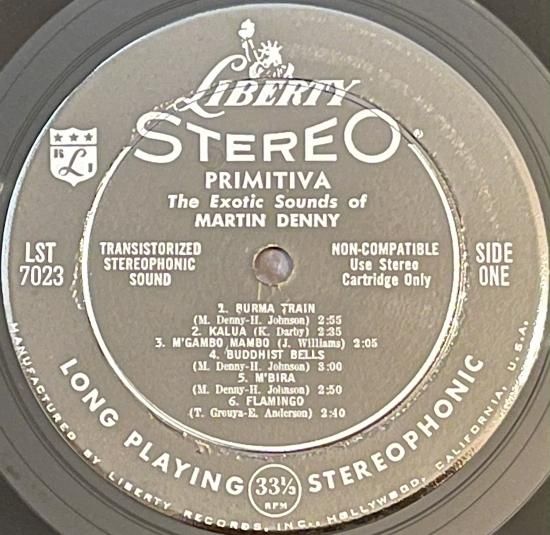 LIBERTY
STEREO
PRIMITIVA
The Exotic Sounds of
MARTIN DENNY
LST
7023
TRANSISTORIZED
STEREOPHONIC
SOUND
NON-COMPATIBLE
Use Stereo
Cartridge Only
SIDE
ONE
1. BURMA TRAIN
(M. Denny-H. Johnson) 2:55
2. KALUA (K. Darby) 2:35
3. M'GAMBO MAMBO (J. Williams) 2:05
4. BUDDHIST BELLS
(M. Denny-H. Johnson) 3:00
5. M'BIRA
(M. Denny-H. Johnson) 2:50
6. FLAMINGO
(T. Grouya-E. Anderson) 2:40
LONG PLAYING 33⅓ RPM STEREOPHONIC
MANUFACTURED BY LIBERTY RECORDS, INC., HOLLYWOOD, CALIFORNIA, U.S.A.